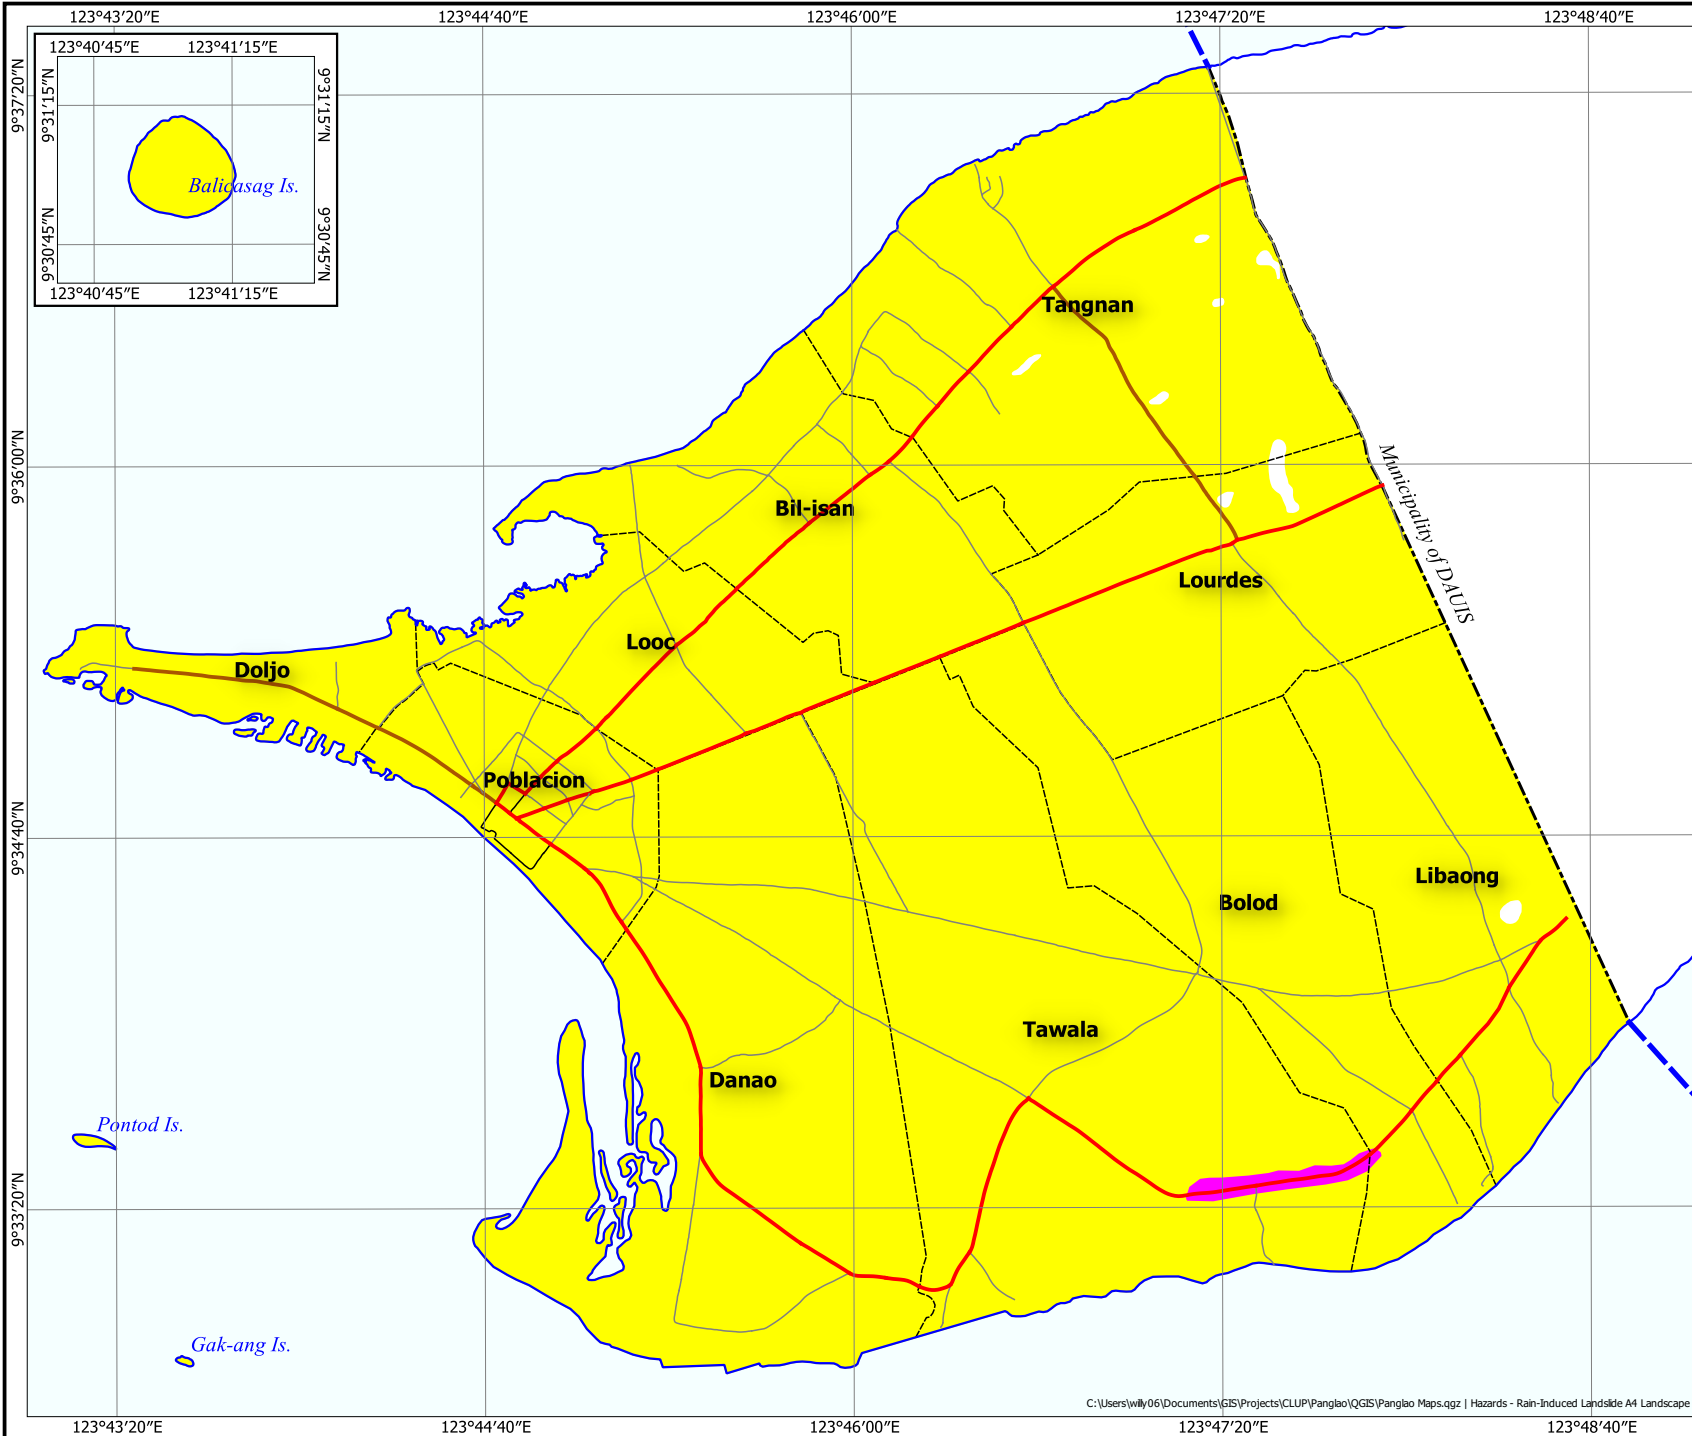 123°43′20″E 123°44′40″E 123°46′00″E 123°47′20″E 123°48′40″E
123°40′45″E 123°41′15″E
9°31′15″N 9°31′15″N
9°37′20″N
Balicasag Is.
9°30′45″N 9°30′45″N
123°40′45″E 123°41′15″E
Tangnan
9°36′00″N
Municipality of DAUIS
Bil-isan
Lourdes
Looc
Doljo
Poblacion
9°34′40″N
Libaong
Bolod
Tawala
Danao
Pontod Is.
9°33′20″N
Gak-ang Is.
C:\Users\willy06\Documents\GIS\Projects\CLUP\Panglao\QGIS\Panglao Maps.qgz | Hazards - Rain-Induced Landslide A4 Landscape
123°43′20″E 123°44′40″E 123°46′00″E 123°47′20″E 123°48′40″E